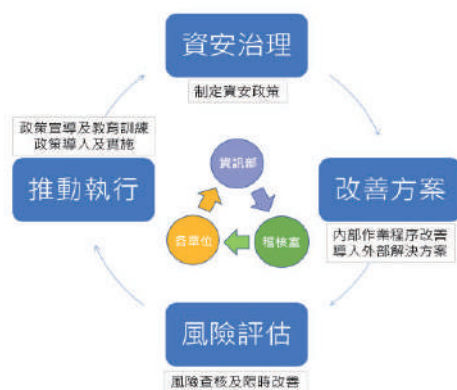 資安治理
制定資安政策
政策宣導及教育訓練
政策導入及實施
推動執行
資訊部
各單位
稽核室
改善方案
內部作業程序改善
導入外部解決方案
風險評估
風險查核及限時改善